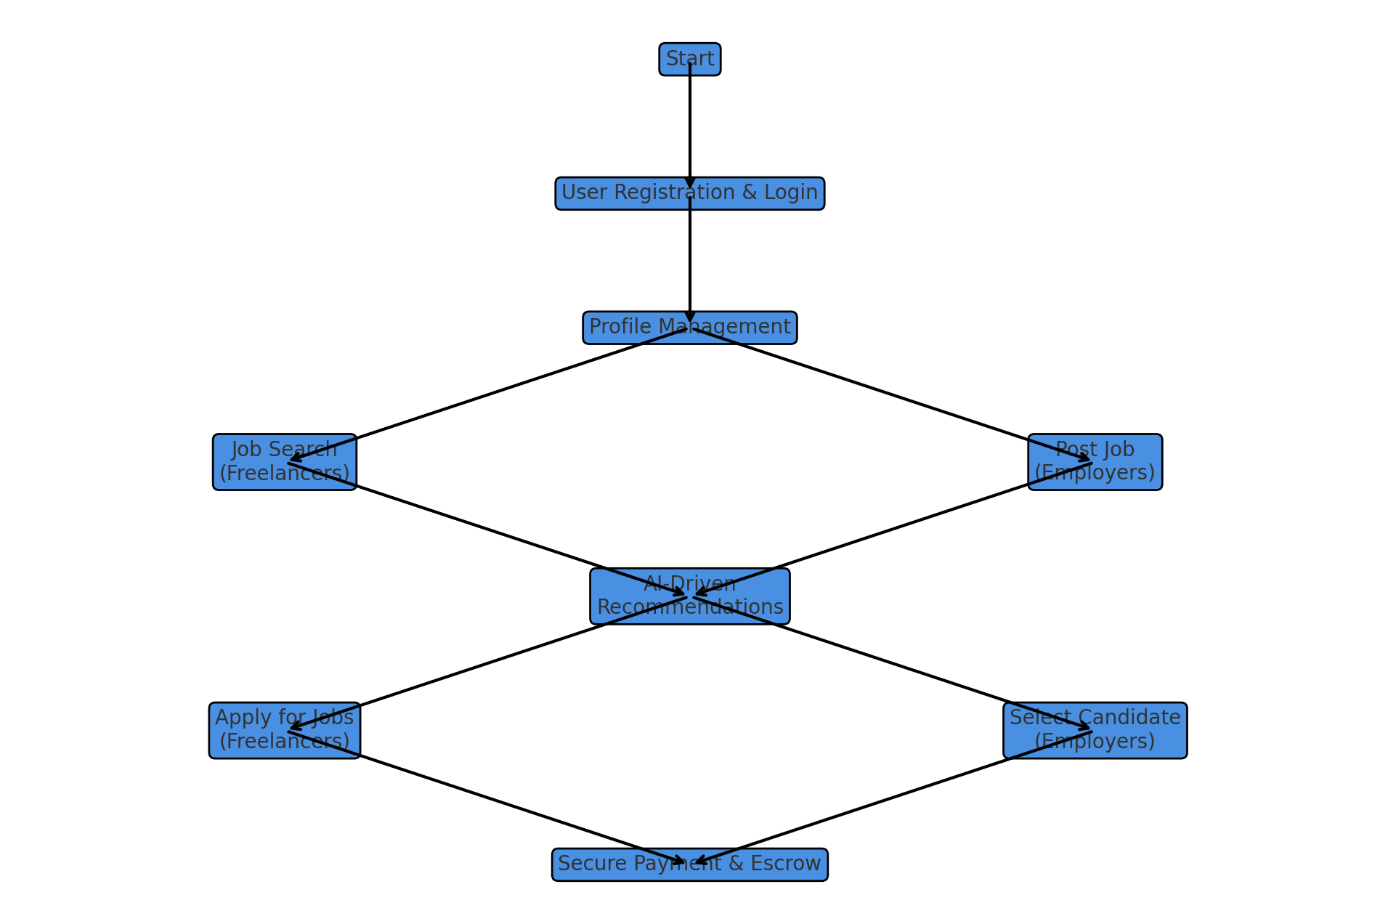 Start
User Registration & Login
Profile Management
Job Search
(Freelancers)
Post Job
(Employers)
AI-Driven
Recommendations
Apply for Jobs
(Freelancers)
Select Candidate
(Employers)
Secure Payment & Escrow